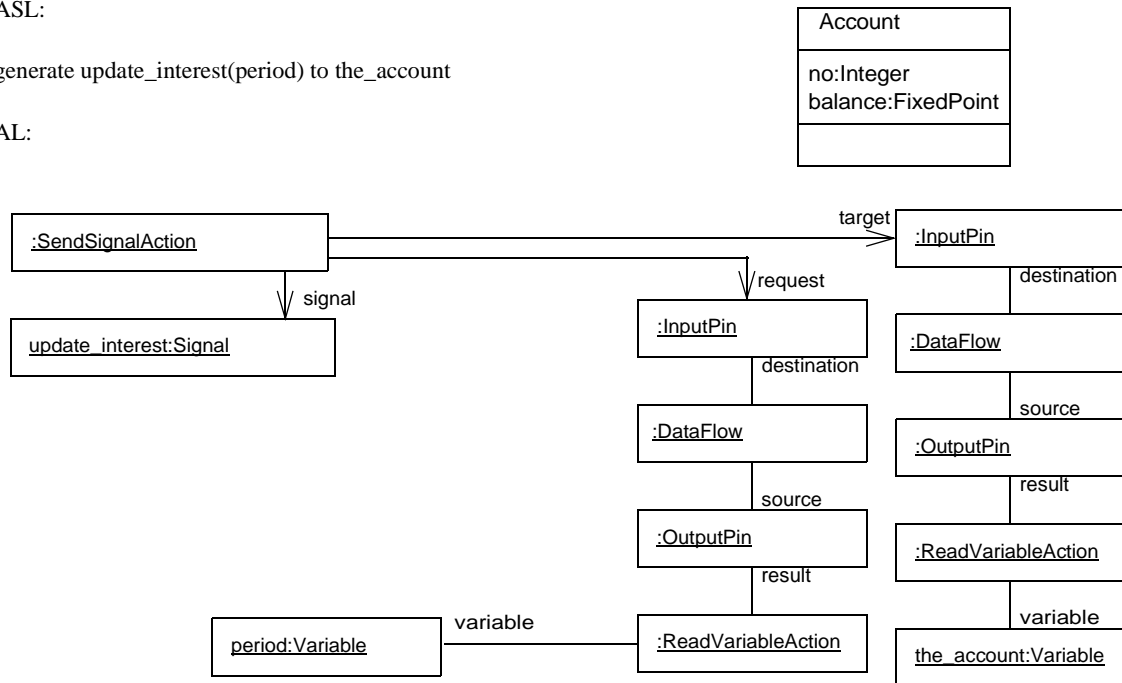 ASL:
generate update_interest(period) to the_account
AL:
Account
no:Integer
balance:FixedPoint
:SendSignalAction
target
:InputPin
signal
request
destination
update_interest:Signal
:InputPin
:DataFlow
destination
source
:DataFlow
:OutputPin
source
result
:OutputPin
:ReadVariableAction
result
variable
variable
period:Variable
:ReadVariableAction
the_account:Variable